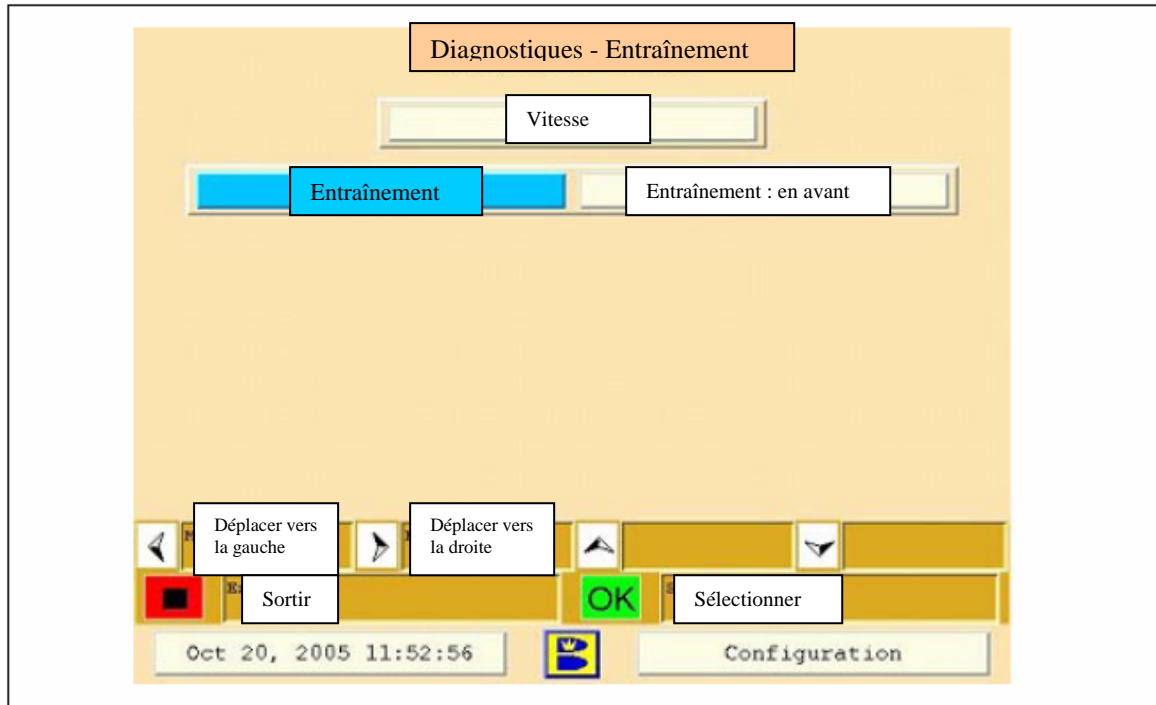 Diagnostiques - Entraînement
Vitesse
Entraînement
Entraînement : en avant
Déplacer vers
la gauche
Déplacer vers
la droite
Sortir
OK
Sélectionner
Oct 20, 2005 11:52:56
Configuration